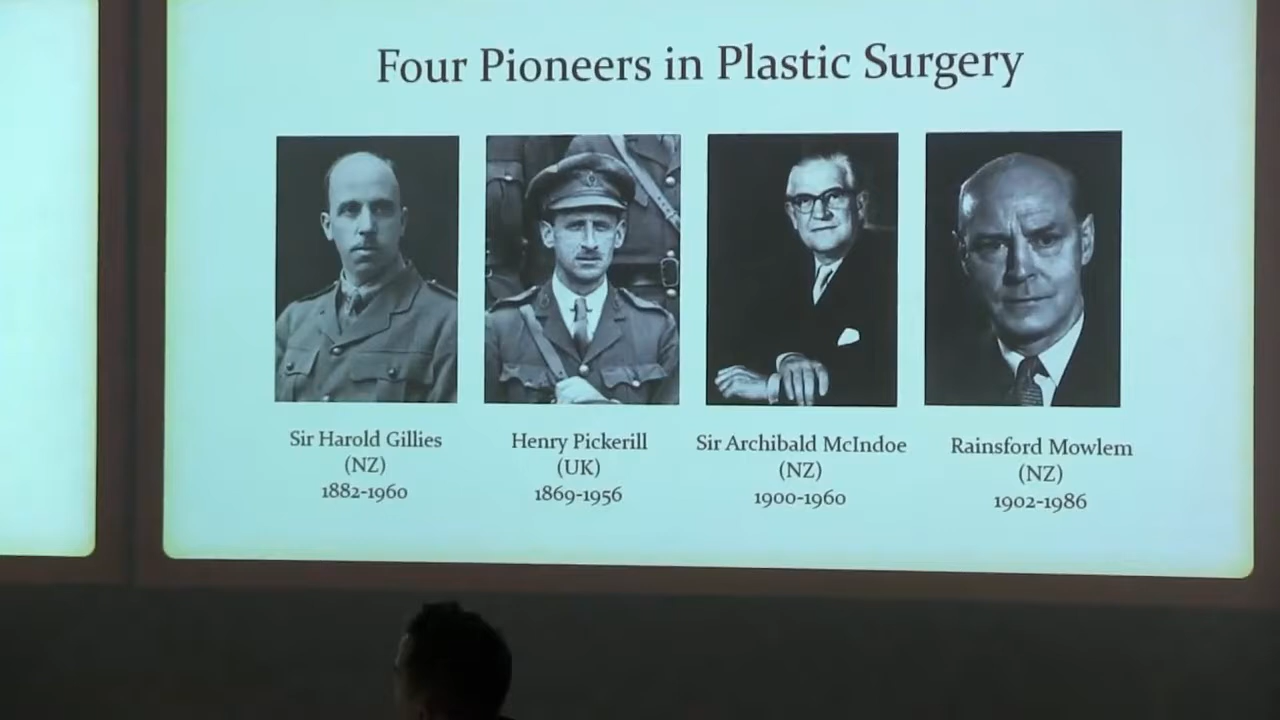 Four Pioneers in Plastic Surgery
Sir Harold Gillies
(NZ)
1882-1960
Henry Pickerill
(UK)
1869-1956
Sir Archibald McIndoe
(NZ)
1900-1960
Rainsford Mowlem
(NZ)
1902-1986